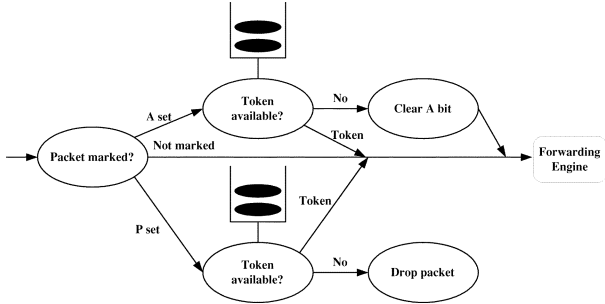 Token
available?
No
Clear A bit
A set
Token
Not marked
Packet marked?
Forwarding
Engine
Token
P set
Token
available?
No
Drop packet